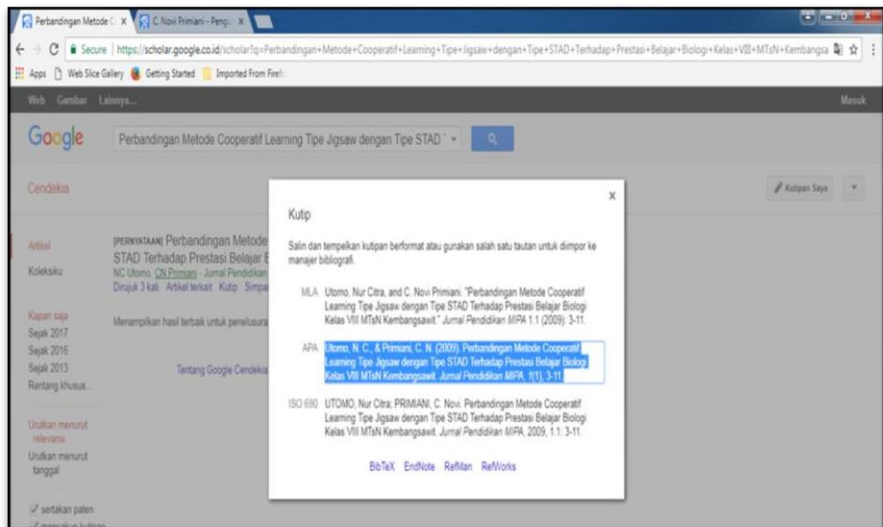 Perbandingan Metode C
C. Novi Primiani - Peng
Secure | https://scholar.google.co.id/scholar?q=Perbandingan+Metode+Cooperatif+Learning+Tipe+Jigsaw+dengan+Tipe+STAD+Terhadap+Prestasi+Belajar+Biologi+Kelas+VIII+MTsN+Kembangsa
Apps Web Slice Gallery Getting Started Imported From Firef
Web Gambar Lainnya... Masuk
Google Perbandingan Metode Cooperatif Learning Tipe Jigsaw dengan Tipe STAD T
Cendekia Kutipan Saya
Artikel
Koleksiku
Kapan saja
Sejak 2017
Sejak 2016
Sejak 2013
Rentang khusus...
Urutkan menurut
relevansi
Urutkan menurut
tanggal
sertakan paten
mencakup kutipan
[PERNYATAAN] Perbandingan Metode
STAD Terhadap Prestasi Belajar B
NC Utomo, CN Primiani - Jurnal Pendidikan
Dirujuk 3 kali Artikel terkait Kutip Simpa
Menampilkan hasil terbaik untuk penelusura
Tentang Google Cendekia
Kutip
x
Salin dan tempelkan kutipan berformat atau gunakan salah satu tautan untuk diimpor ke
manajer bibliografi.
MLA Utomo, Nur Citra, and C. Novi Primiani. "Perbandingan Metode Cooperatif
Learning Tipe Jigsaw dengan Tipe STAD Terhadap Prestasi Belajar Biologi
Kelas VIII MTsN Kembangsawit." Jurnal Pendidikan MIPA 1.1 (2009): 3-11.
APA Utomo, N. C., & Primiani, C. N. (2009). Perbandingan Metode Cooperatif
Learning Tipe Jigsaw dengan Tipe STAD Terhadap Prestasi Belajar Biologi
Kelas VIII MTsN Kembangsawit. Jurnal Pendidikan MIPA, 1(1), 3-11.
ISO 690 UTOMO, Nur Citra; PRIMIANI, C. Novi. Perbandingan Metode Cooperatif
Learning Tipe Jigsaw dengan Tipe STAD Terhadap Prestasi Belajar Biologi
Kelas VIII MTsN Kembangsawit. Jurnal Pendidikan MIPA, 2009, 1.1: 3-11.
BibTeX EndNote RefMan RefWorks